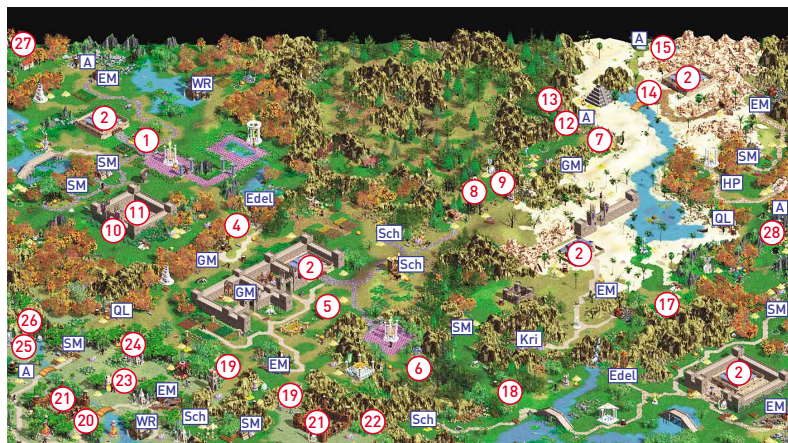 27
A
EM
WR
A
15
2
14
EM
13
12
A
7
2
1
SM
SM
GM
SM
HP
8
9
11
10
Edel
4
Sch
QL
A
28
GM
Sch
2
2
GM
EM
17
5
QL
SM
SM
26
25
SM
24
Kri
A
23
19
EM
6
Edel
2
EM
18
21
20
WR
Sch
SM
19
21
22
Sch
EM